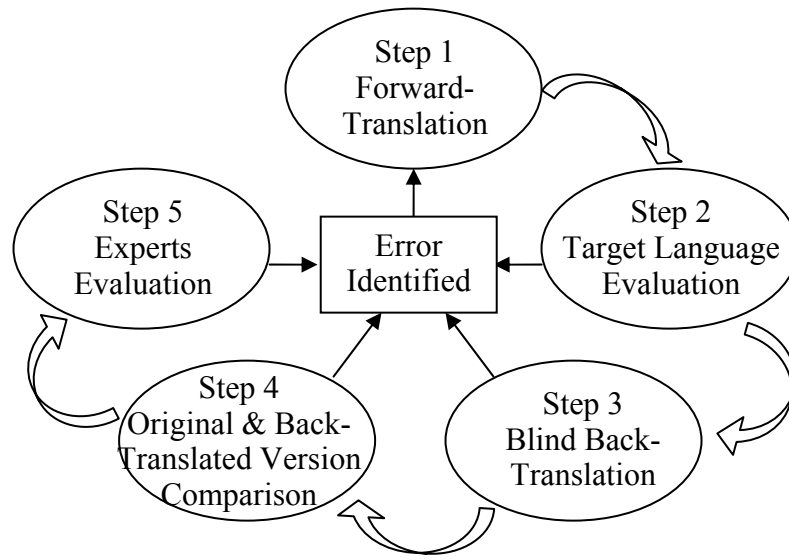 Step 1
Forward-
Translation
Step 2
Target Language
Evaluation
Step 3
Blind Back-
Translation
Step 4
Original & Back-
Translated Version
Comparison
Step 5
Experts
Evaluation
Error
Identified